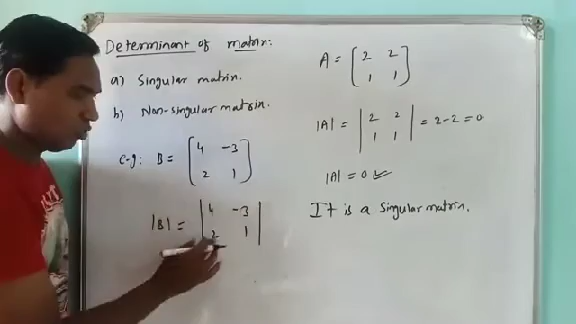 Determinant of matrix:
a) Singular matrix.
b) Non-singular matrix.
e.g: B = [ 4 -3
2 1 ]
|B| = | 4 -3
2 1 |
A = [ 2 2
1 1 ]
|A| = | 2 2
1 1 | = 2-2 = 0
|A| = 0 ✓
It is a singular matrix.